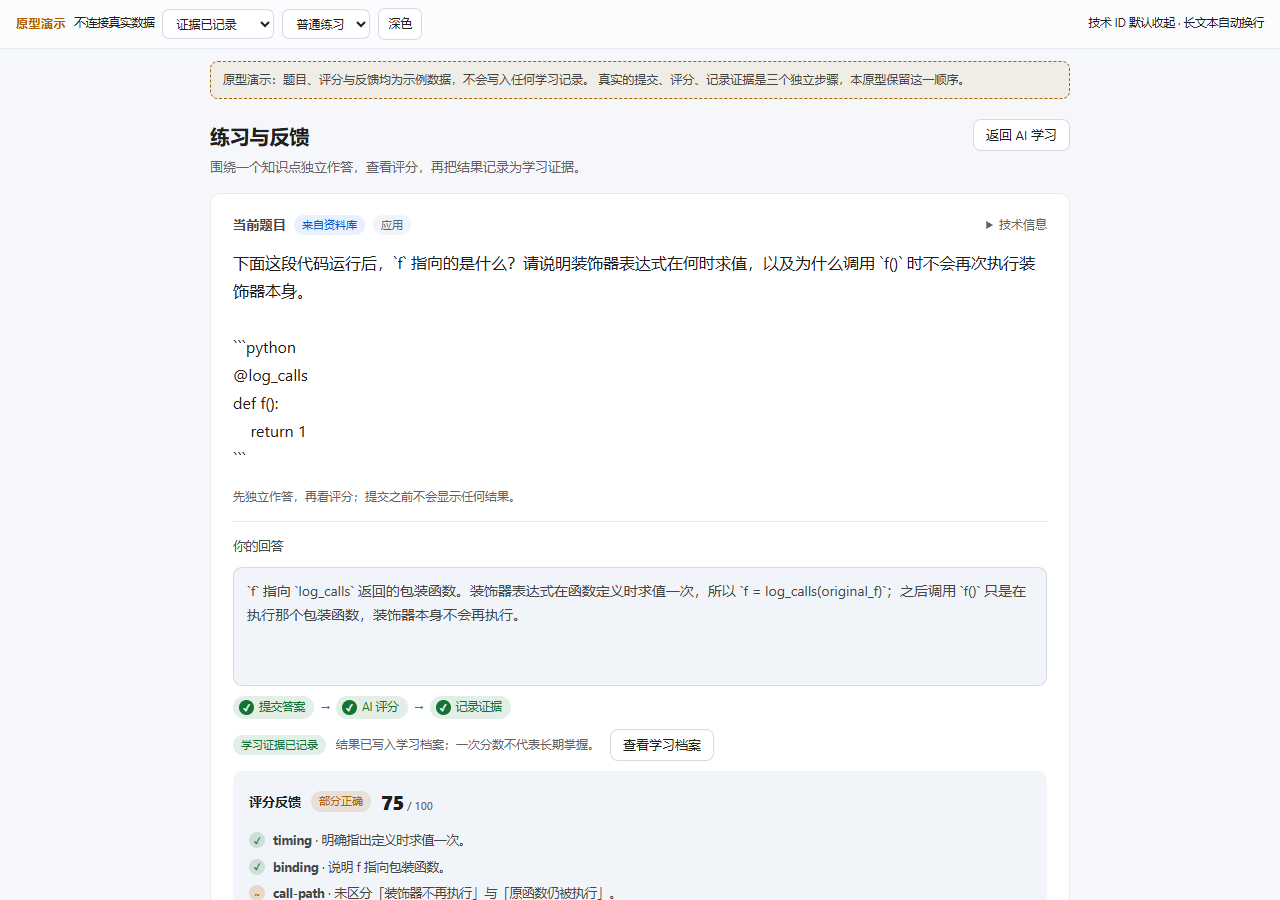 原型演示 不连接真实数据 证据已记录 普通练习 深色 技术 ID 默认收起 · 长文本自动换行
原型演示：题目、评分与反馈均为示例数据，不会写入任何学习记录。 真实的提交、评分、记录证据是三个独立步骤，本原型保留这一顺序。
练习与反馈 返回 AI 学习
围绕一个知识点独立作答，查看评分，再把结果记录为学习证据。
当前题目 来自资料库 应用 ▶ 技术信息
下面这段代码运行后，`f` 指向的是什么？请说明装饰器表达式在何时求值，以及为什么调用 `f()` 时不会再次执行装
饰器本身。
```python
@log_calls
def f():
    return 1
```
先独立作答，再看评分；提交之前不会显示任何结果。
你的回答
`f` 指向 `log_calls` 返回的包装函数。装饰器表达式在函数定义时求值一次，所以 `f = log_calls(original_f)`；之后调用 `f()` 只是在
执行那个包装函数，装饰器本身不会再执行。
✓ 提交答案 → ✓ AI 评分 → ✓ 记录证据
学习证据已记录 结果已写入学习档案；一次分数不代表长期掌握。 查看学习档案
评分反馈 部分正确 75 / 100
✓ timing · 明确指出定义时求值一次。
✓ binding · 说明 f 指向包装函数。
~ call-path · 未区分「装饰器不再执行」与「原函数仍被执行」。